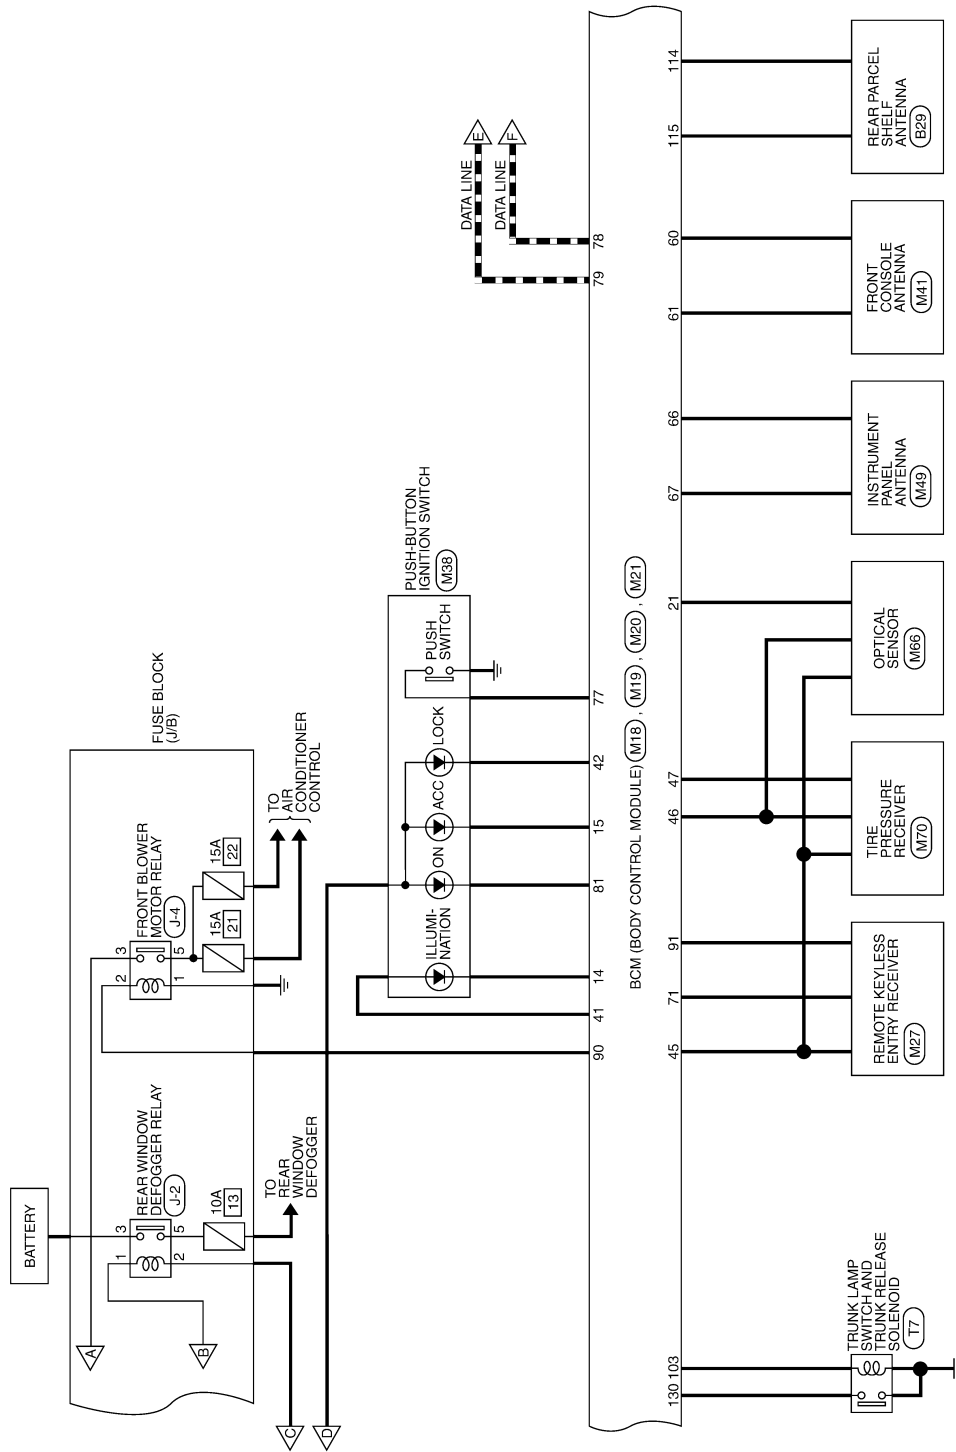 BATTERY
FUSE BLOCK
(J/B)
A
B
C
D
REAR WINDOW
DEFOGGER RELAY
J-2
1
3
2
5
10A
13
TO
REAR
WINDOW
DEFOGGER
FRONT BLOWER
MOTOR RELAY
J-4
2
3
1
5
15A
21
15A
22
TO
AIR
CONDITIONER
CONTROL
PUSH-BUTTON
IGNITION SWITCH
M38
ILLUMI-
NATION
ON
ACC
LOCK
PUSH
SWITCH
DATA LINE
E
DATA LINE
F
90
41
14
81
15
42
77
79
78
BCM (BODY CONTROL MODULE) M18 , M19 , M20 , M21
130
103
45
71
91
46
47
21
67
66
61
60
115
114
TRUNK LAMP
SWITCH AND
TRUNK RELEASE
SOLENOID
T7
REMOTE KEYLESS
ENTRY RECEIVER
M27
TIRE
PRESSURE
RECEIVER
M70
OPTICAL
SENSOR
M66
INSTRUMENT
PANEL
ANTENNA
M49
FRONT
CONSOLE
ANTENNA
M41
REAR PARCEL
SHELF
ANTENNA
B29